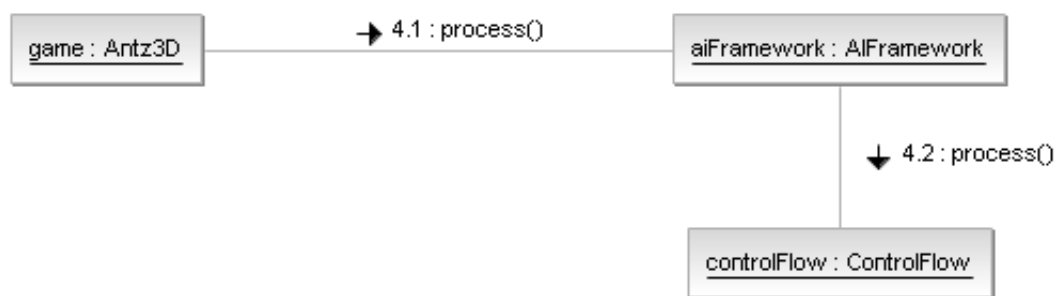 game : Antz3D
4.1 : process()
aiFramework : AIFramework
4.2 : process()
controlFlow : ControlFlow